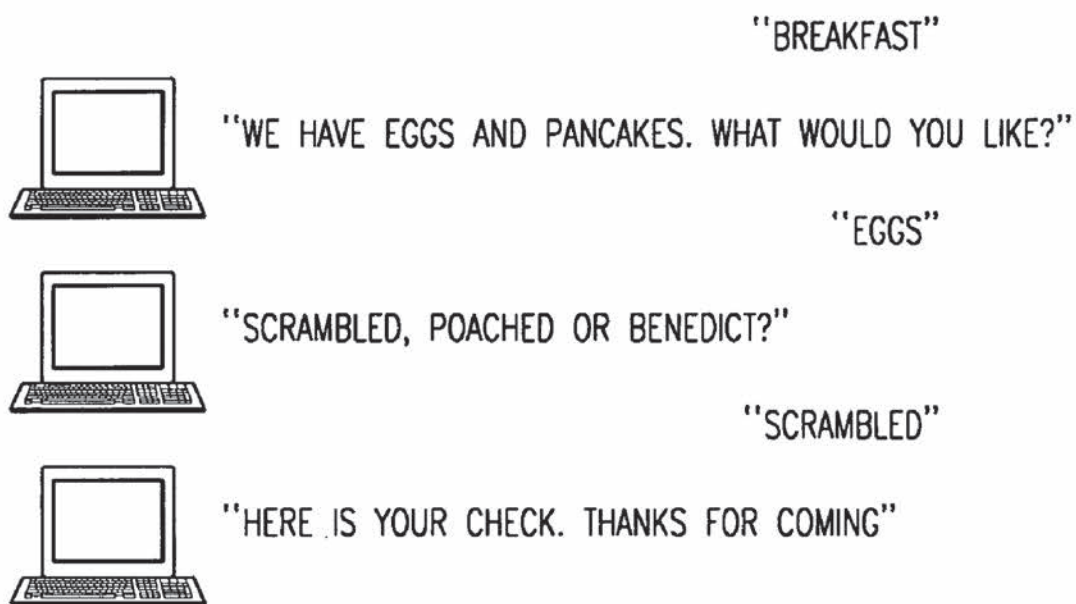 "BREAKFAST"
"WE HAVE EGGS AND PANCAKES. WHAT WOULD YOU LIKE?"
"EGGS"
"SCRAMBLED, POACHED OR BENEDICT?"
"SCRAMBLED"
"HERE IS YOUR CHECK. THANKS FOR COMING"